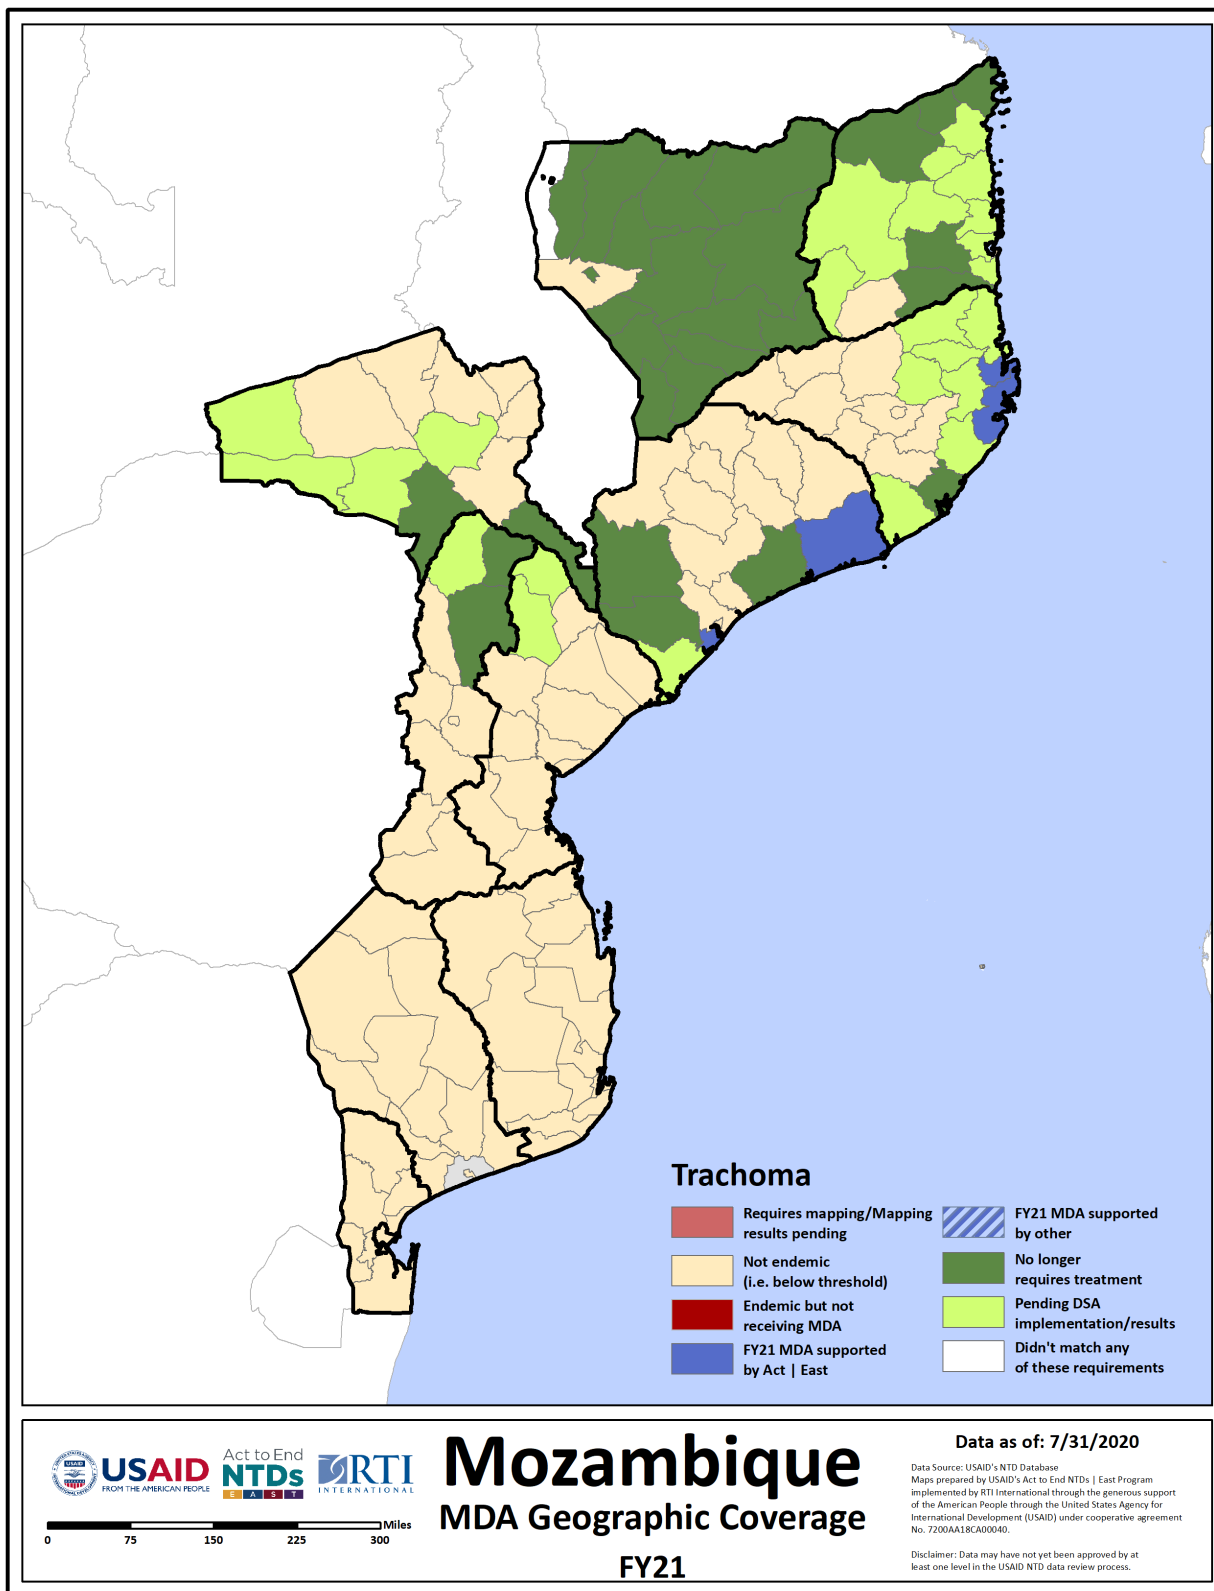 Trachoma
Requires mapping/Mapping
results pending
Not endemic
(i.e. below threshold)
Endemic but not
receiving MDA
FY21 MDA supported
by Act | East
FY21 MDA supported
by other
No longer
requires treatment
Pending DSA
implementation/results
Didn't match any
of these requirements
USAID
USAID
FROM THE AMERICAN PEOPLE
Act to End
NTDs
EAST
RTI
INTERNATIONAL
Miles
0 75 150 225 300
Mozambique
MDA Geographic Coverage
FY21
Data as of: 7/31/2020
Data Source: USAID's NTD Database
Maps prepared by USAID's Act to End NTDs | East Program
implemented by RTI International through the generous support
of the American People through the United States Agency for
International Development (USAID) under cooperative agreement
No. 7200AA18CA00040.
Disclaimer: Data may have not yet been approved by at
least one level in the USAID NTD data review process.